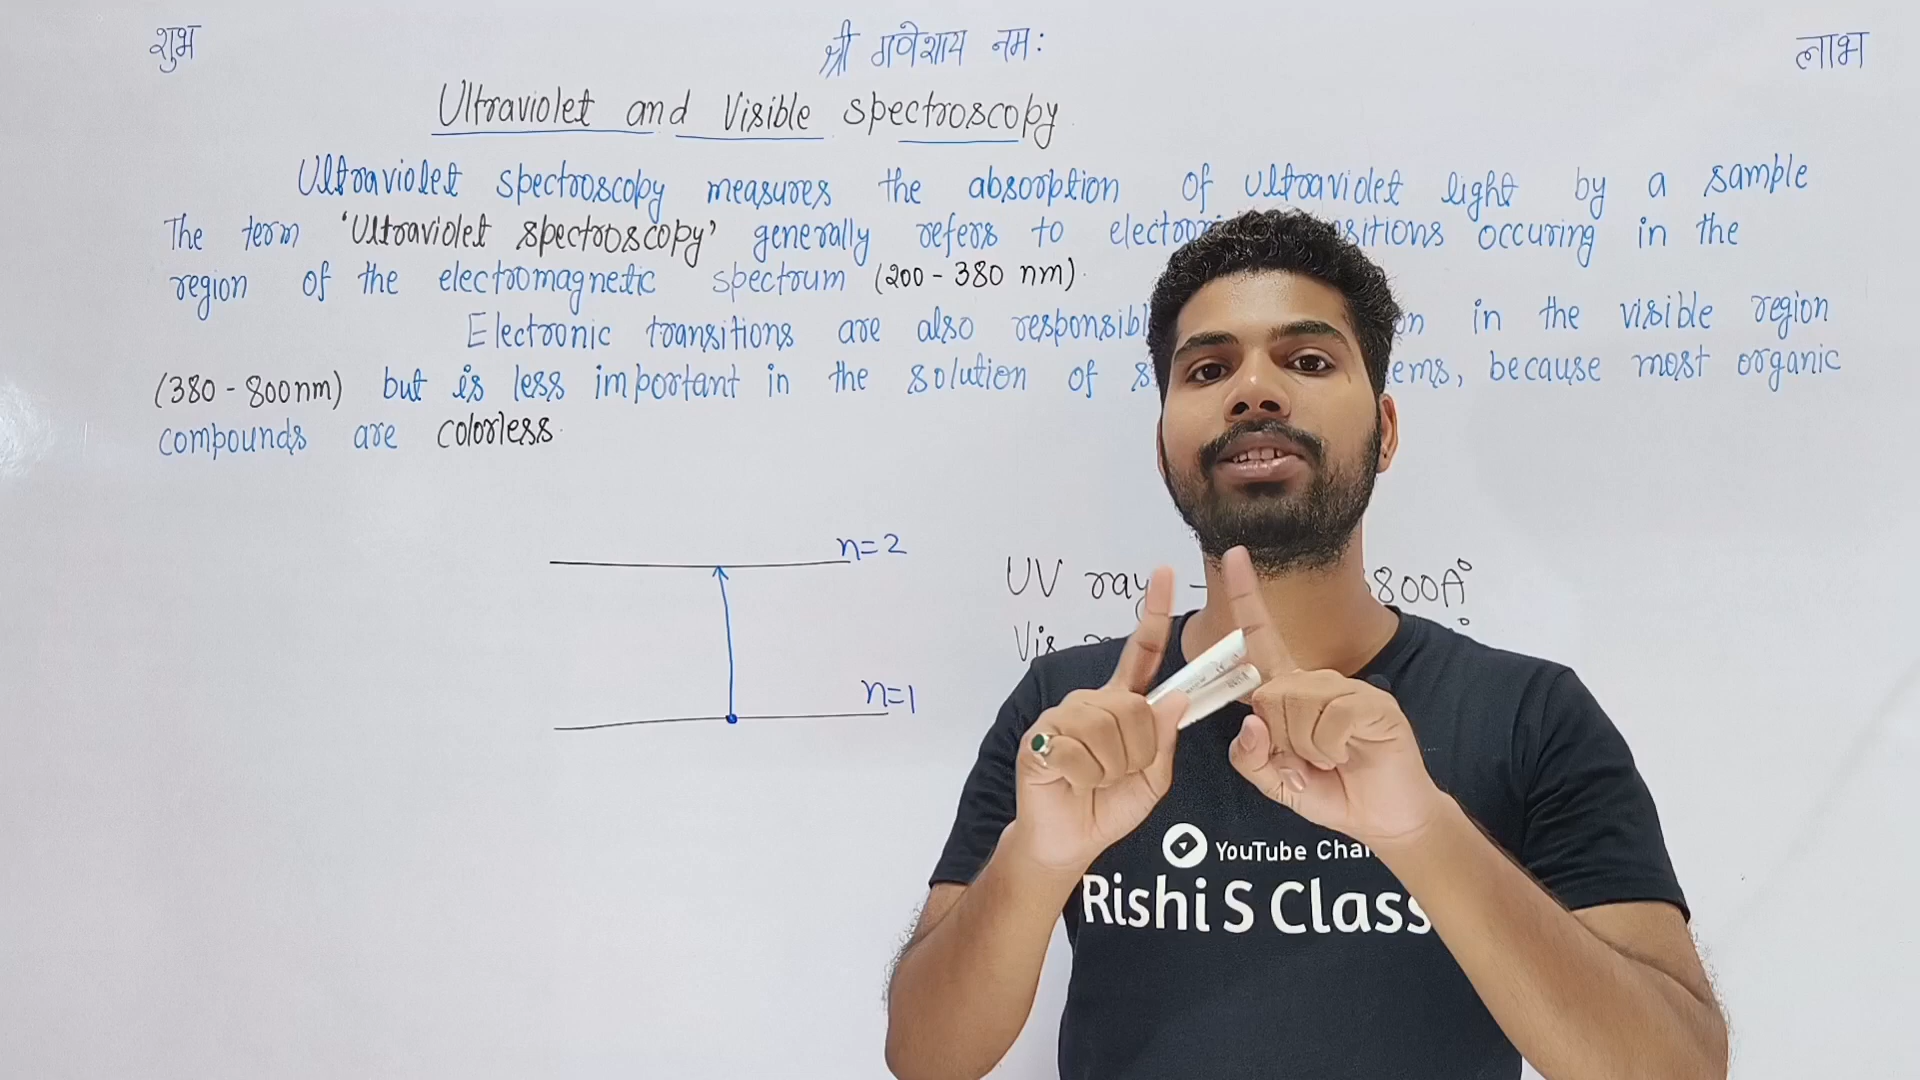 शुभ श्री गणेशाय नमः लाभ
Ultraviolet and Visible spectroscopy
Ultraviolet spectroscopy measures the absorption of ultraviolet light by a sample
The term 'Ultraviolet spectroscopy' generally refers to sitions occuring in the
region of the electromagnetic spectrum (200 - 380 nm).
Electronic transitions are also responsibl on in the visible region
(380 - 800nm) but is less important in the solution of s ems, because most organic
compounds are colorless.
n=2
UV ray - 800A°
Vis
n=1
YouTube Chan
Rishi S Class